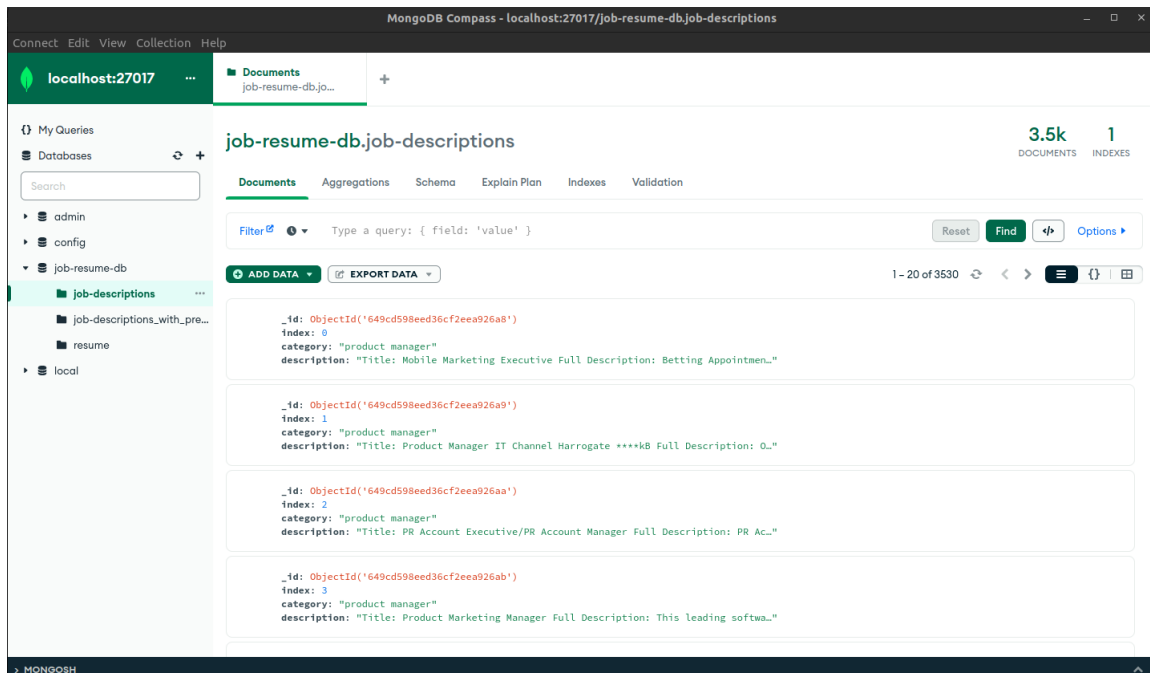 MongoDB Compass - localhost:27017/job-resume-db.job-descriptions
Connect Edit View Collection Help
localhost:27017 ...
Documents
job-resume-db.jo...
+
{} My Queries
Databases
Search
admin
config
job-resume-db
job-descriptions ...
job-descriptions_with_pre...
resume
local
job-resume-db.job-descriptions
3.5k DOCUMENTS
1 INDEXES
Documents Aggregations Schema Explain Plan Indexes Validation
Filter Type a query: { field: 'value' } Reset Find </> Options
ADD DATA EXPORT DATA 1 – 20 of 3530 < > {}
_id: ObjectId('649cd598eed36cf2eea926a8')
index: 0
category: "product manager"
description: "Title: Mobile Marketing Executive Full Description: Betting Appointmen…"
_id: ObjectId('649cd598eed36cf2eea926a9')
index: 1
category: "product manager"
description: "Title: Product Manager IT Channel Harrogate ****kB Full Description: O…"
_id: ObjectId('649cd598eed36cf2eea926aa')
index: 2
category: "product manager"
description: "Title: PR Account Executive/PR Account Manager Full Description: PR Ac…"
_id: ObjectId('649cd598eed36cf2eea926ab')
index: 3
category: "product manager"
description: "Title: Product Marketing Manager Full Description: This leading softwa…"
> MONGOSH